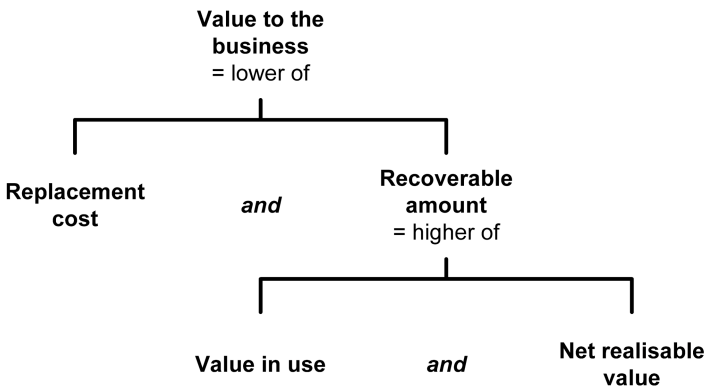 Value to the
business
= lower of
Replacement
cost
and
Recoverable
amount
= higher of
Value in use
and
Net realisable
value